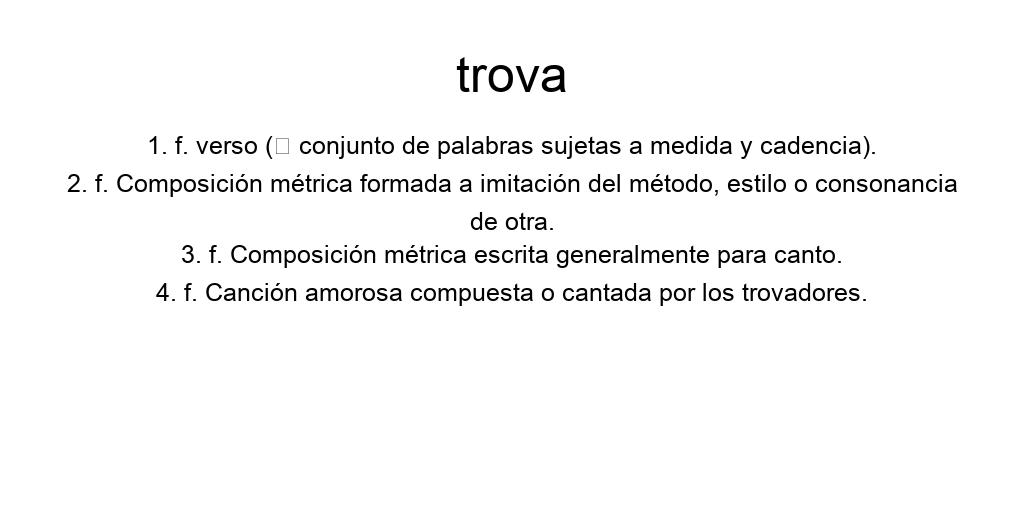 trova
1. f. verso (□ conjunto de palabras sujetas a medida y cadencia).
2. f. Composición métrica formada a imitación del método, estilo o consonancia
de otra.
3. f. Composición métrica escrita generalmente para canto.
4. f. Canción amorosa compuesta o cantada por los trovadores.